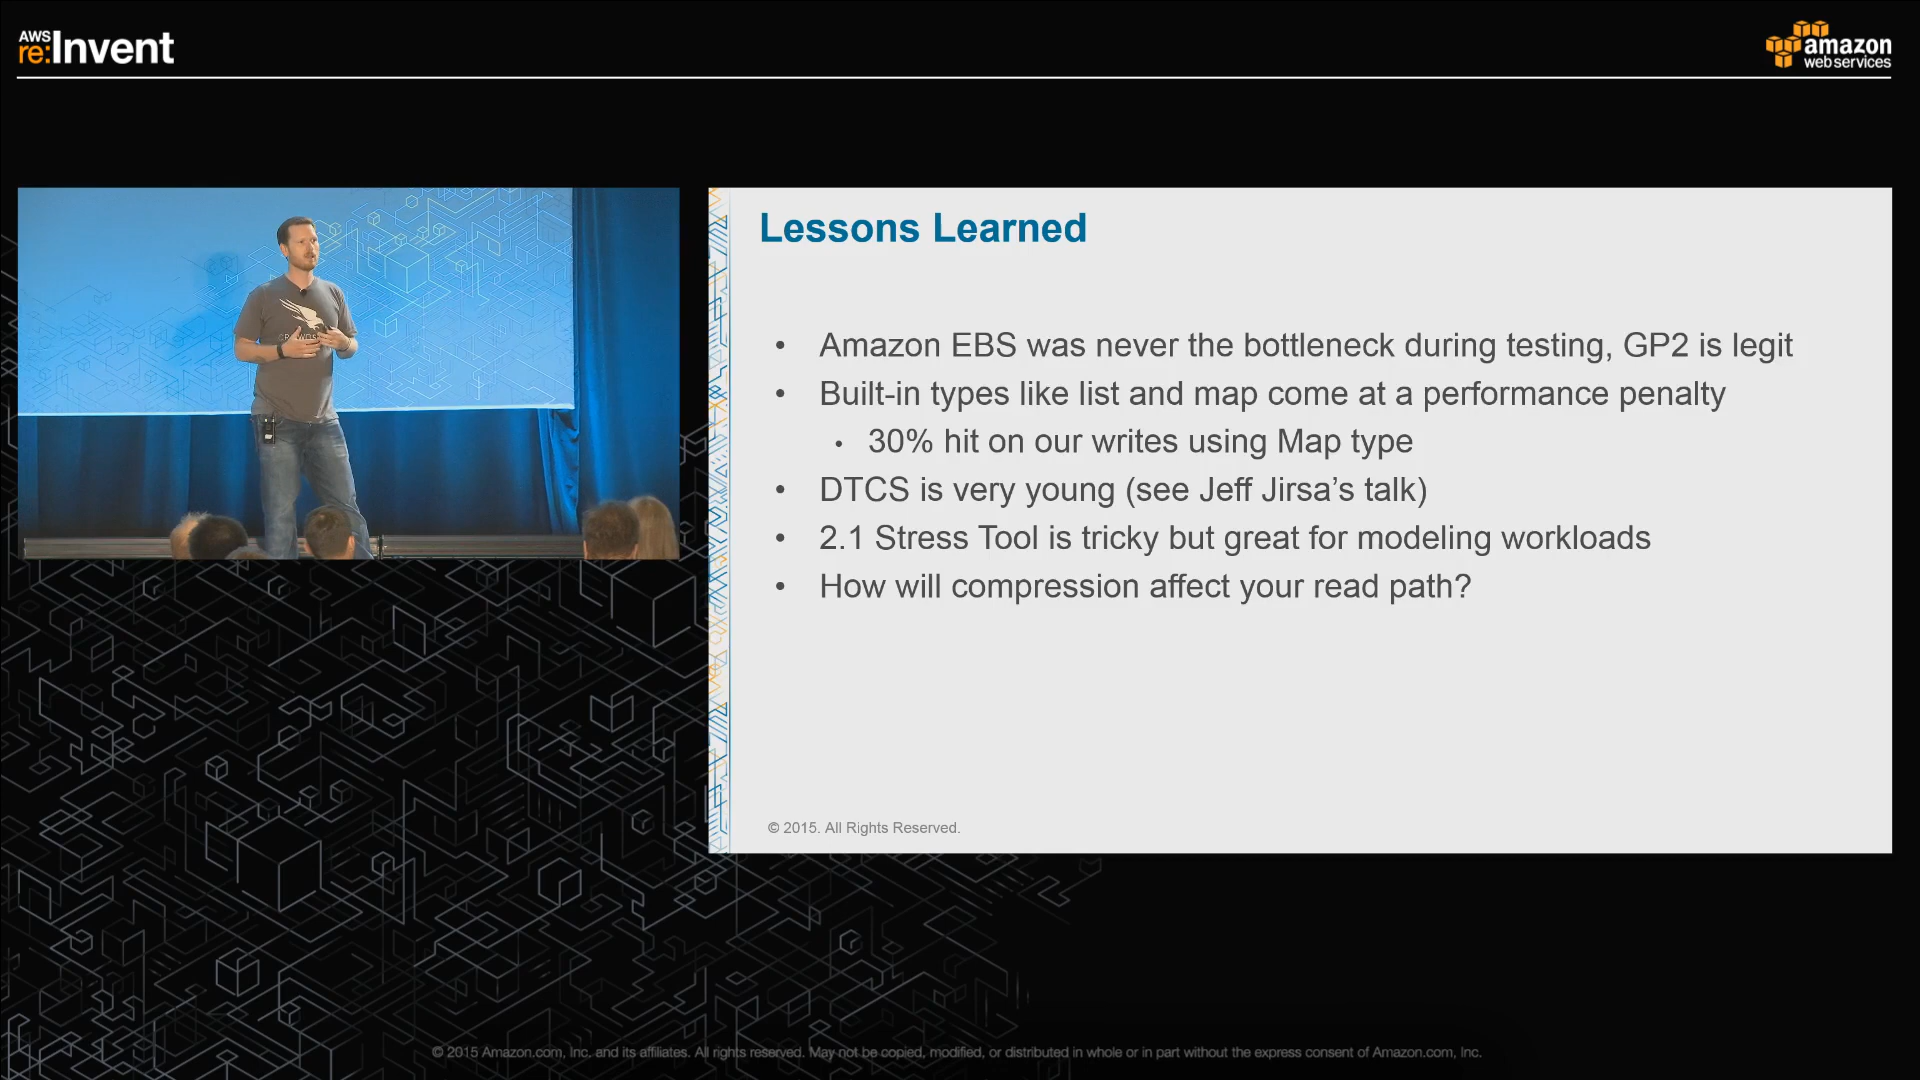 AWS
re:Invent
amazon
webservices
Lessons Learned
• Amazon EBS was never the bottleneck during testing, GP2 is legit
• Built-in types like list and map come at a performance penalty
• 30% hit on our writes using Map type
• DTCS is very young (see Jeff Jirsa’s talk)
• 2.1 Stress Tool is tricky but great for modeling workloads
• How will compression affect your read path?
© 2015. All Rights Reserved.
© 2015 Amazon.com, Inc. and its affiliates. All rights reserved. May not be copied, modified, or distributed in whole or in part without the express consent of Amazon.com, Inc.